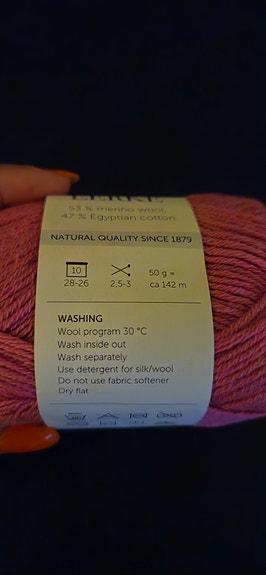 LERKE
53 % merino wool,
47 % Egyptian cotton.
NATURAL QUALITY SINCE 1879
10
28-26
2,5-3
50 g =
ca 142 m
WASHING
Wool program 30 °C
Wash inside out
Wash separately
Use detergent for silk/wool
Do not use fabric softener
Dry flat